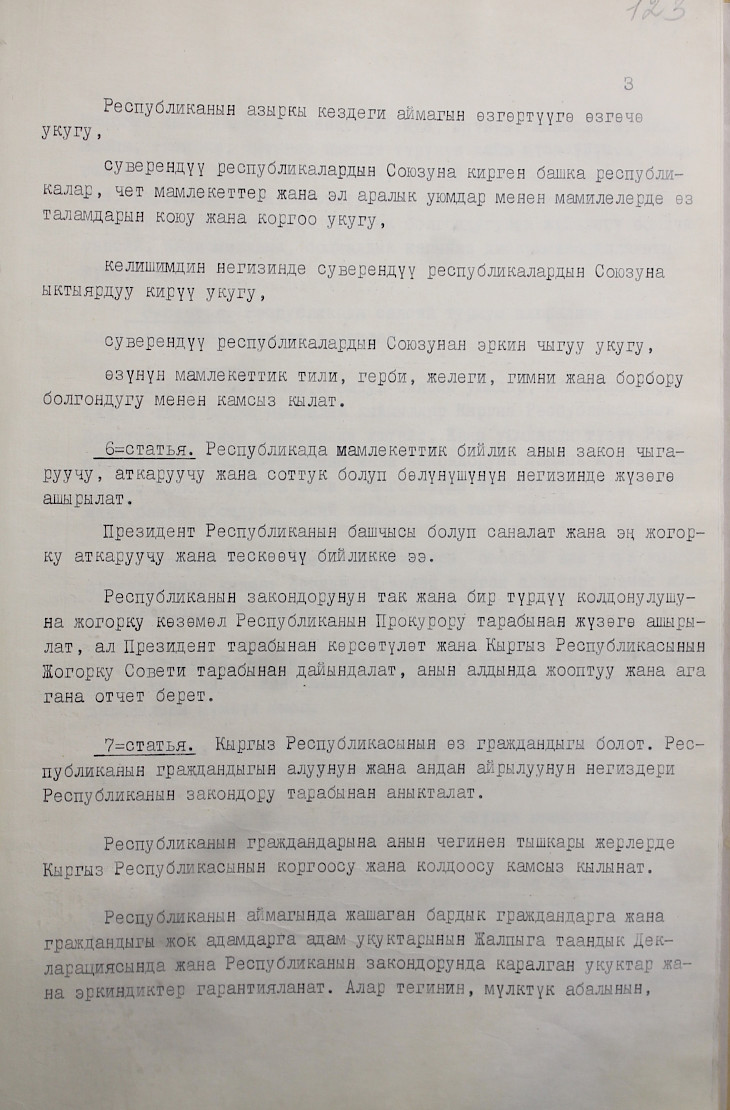 123
3
Республиканын азыркы кездеги аймагын өзгөртүүгө өзгөчө
укугу,
суверендүү республикалардын Союзуна кирген башка республи-
калар, чет мамлекеттер жана эл аралык уюмдар менен мамилелерде өз
таламдарын коюу жана коргоо укугу,
келишимдин негизинде суверендүү республикалардын Союзуна
ыктыярдуу кирүү укугу,
суверендүү республикалардын Союзунан эркин чыгуу укугу,
өзүнүн мамлекеттик тили, герби, желеги, гимни жана борбору
болгондугу менен камсыз кылат.
6=статья. Республикада мамлекеттик бийлик анын закон чыга-
руучу, аткаруучу жана соттук болуп бөлүнүшүнүн негизинде жүзөгө
ашырылат.
Президент Республиканын башчысы болуп саналат жана эң жогор-
ку аткаруучу жана тескөөчү бийликке ээ.
Республиканын закондорунун так жана бир түрдүү колдонулушу-
на жогорку көзөмөл Республиканын Прокурору тарабынан жүзөгө ашыры-
лат, ал Президент тарабынан көрсөтүлөт жана Кыргыз Республикасынын
Жогорку Совети тарабынан дайындалат, анын алдында жооптуу жана ага
гана отчет берет.
7=статья. Кыргыз Республикасынын өз граждандыгы болот. Рес-
публиканын граждандыгын алуунун жана андан айрылуунун негиздери
Республиканын закондору тарабынан аныкталат.
Республиканын граждандарына анын чегинен тышкары жерлерде
Кыргыз Республикасынын коргоосу жана колдоосу камсыз кылынат.
Республиканын аймагында жашаган бардык граждандарга жана
граждандыгы жок адамдарга адам укуктарынын Жалпыга таандык Дек-
ларациясында жана Республиканын закондорунда каралган укуктар жа-
на эркиндиктер гарантияланат. Алар тегинин, мүлктүк абалынын,